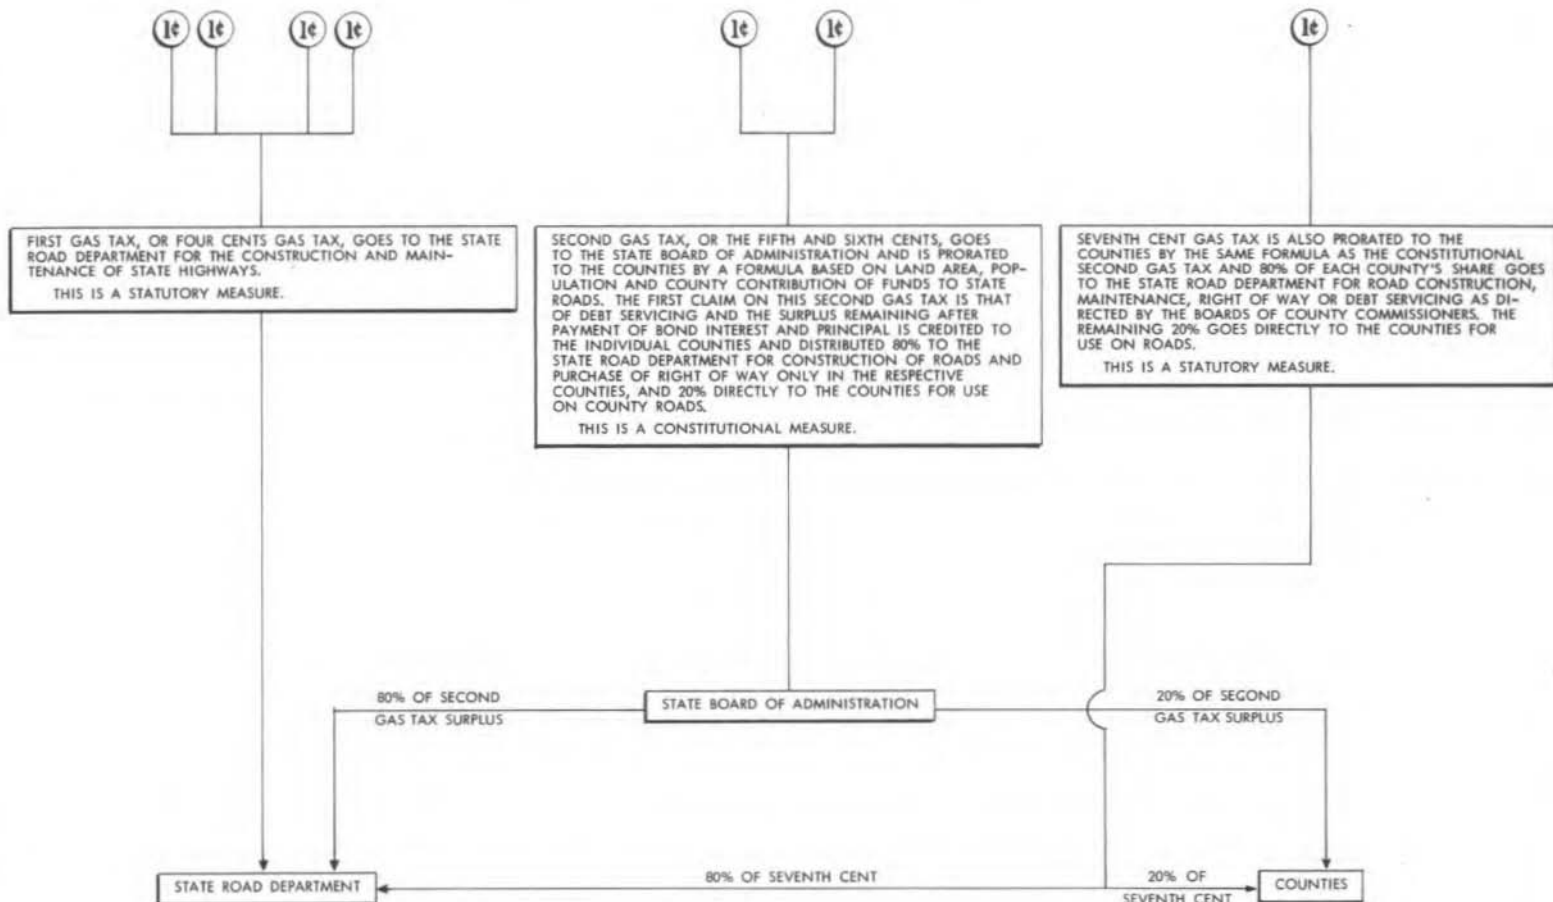 1¢ 1¢ 1¢ 1¢ 1¢ 1¢ 1¢
FIRST GAS TAX, OR FOUR CENTS GAS TAX, GOES TO THE STATE
ROAD DEPARTMENT FOR THE CONSTRUCTION AND MAIN-
TENANCE OF STATE HIGHWAYS.
THIS IS A STATUTORY MEASURE.
SECOND GAS TAX, OR THE FIFTH AND SIXTH CENTS, GOES
TO THE STATE BOARD OF ADMINISTRATION AND IS PRORATED
TO THE COUNTIES BY A FORMULA BASED ON LAND AREA, POP-
ULATION AND COUNTY CONTRIBUTION OF FUNDS TO STATE
ROADS. THE FIRST CLAIM ON THIS SECOND GAS TAX IS THAT
OF DEBT SERVICING AND THE SURPLUS REMAINING AFTER
PAYMENT OF BOND INTEREST AND PRINCIPAL IS CREDITED TO
THE INDIVIDUAL COUNTIES AND DISTRIBUTED 80% TO THE
STATE ROAD DEPARTMENT FOR CONSTRUCTION OF ROADS AND
PURCHASE OF RIGHT OF WAY ONLY IN THE RESPECTIVE
COUNTIES, AND 20% DIRECTLY TO THE COUNTIES FOR USE
ON COUNTY ROADS.
THIS IS A CONSTITUTIONAL MEASURE.
SEVENTH CENT GAS TAX IS ALSO PRORATED TO THE
COUNTIES BY THE SAME FORMULA AS THE CONSTITUTIONAL
SECOND GAS TAX AND 80% OF EACH COUNTY'S SHARE GOES
TO THE STATE ROAD DEPARTMENT FOR ROAD CONSTRUCTION,
MAINTENANCE, RIGHT OF WAY OR DEBT SERVICING AS DI-
RECTED BY THE BOARDS OF COUNTY COMMISSIONERS. THE
REMAINING 20% GOES DIRECTLY TO THE COUNTIES FOR
USE ON ROADS.
THIS IS A STATUTORY MEASURE.
80% OF SECOND
GAS TAX SURPLUS
STATE BOARD OF ADMINISTRATION
20% OF SECOND
GAS TAX SURPLUS
STATE ROAD DEPARTMENT
80% OF SEVENTH CENT
20% OF
SEVENTH CENT
COUNTIES